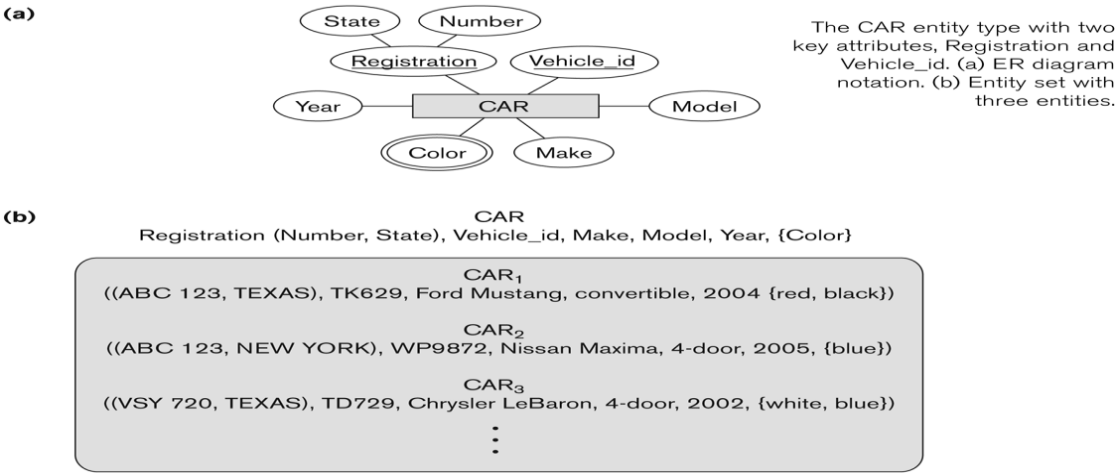 (a)
State
Number
Registration
Vehicle_id
Year
CAR
Model
Color
Make
The CAR entity type with two
key attributes, Registration and
Vehicle_id. (a) ER diagram
notation. (b) Entity set with
three entities.
(b)
CAR
Registration (Number, State), Vehicle_id, Make, Model, Year, {Color}
CAR₁
((ABC 123, TEXAS), TK629, Ford Mustang, convertible, 2004 {red, black})
CAR₂
((ABC 123, NEW YORK), WP9872, Nissan Maxima, 4-door, 2005, {blue})
CAR₃
((VSY 720, TEXAS), TD729, Chrysler LeBaron, 4-door, 2002, {white, blue})